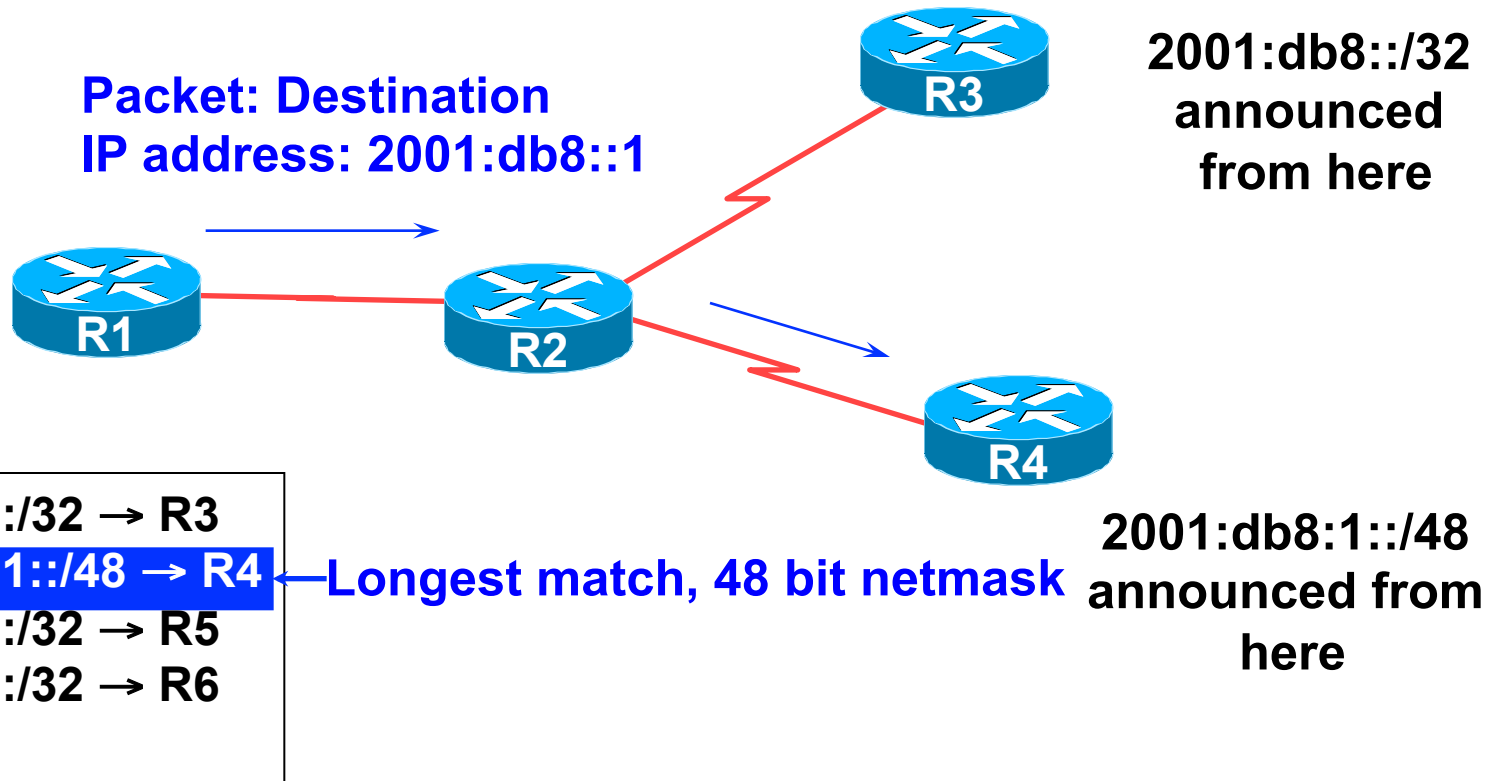 R3
2001:db8::/32
announced
from here
Packet: Destination
IP address: 2001:db8::1
R1
R2
R4
:/32 → R3
1::/48 → R4
:/32 → R5
:/32 → R6
Longest match, 48 bit netmask
2001:db8:1::/48
announced from
here